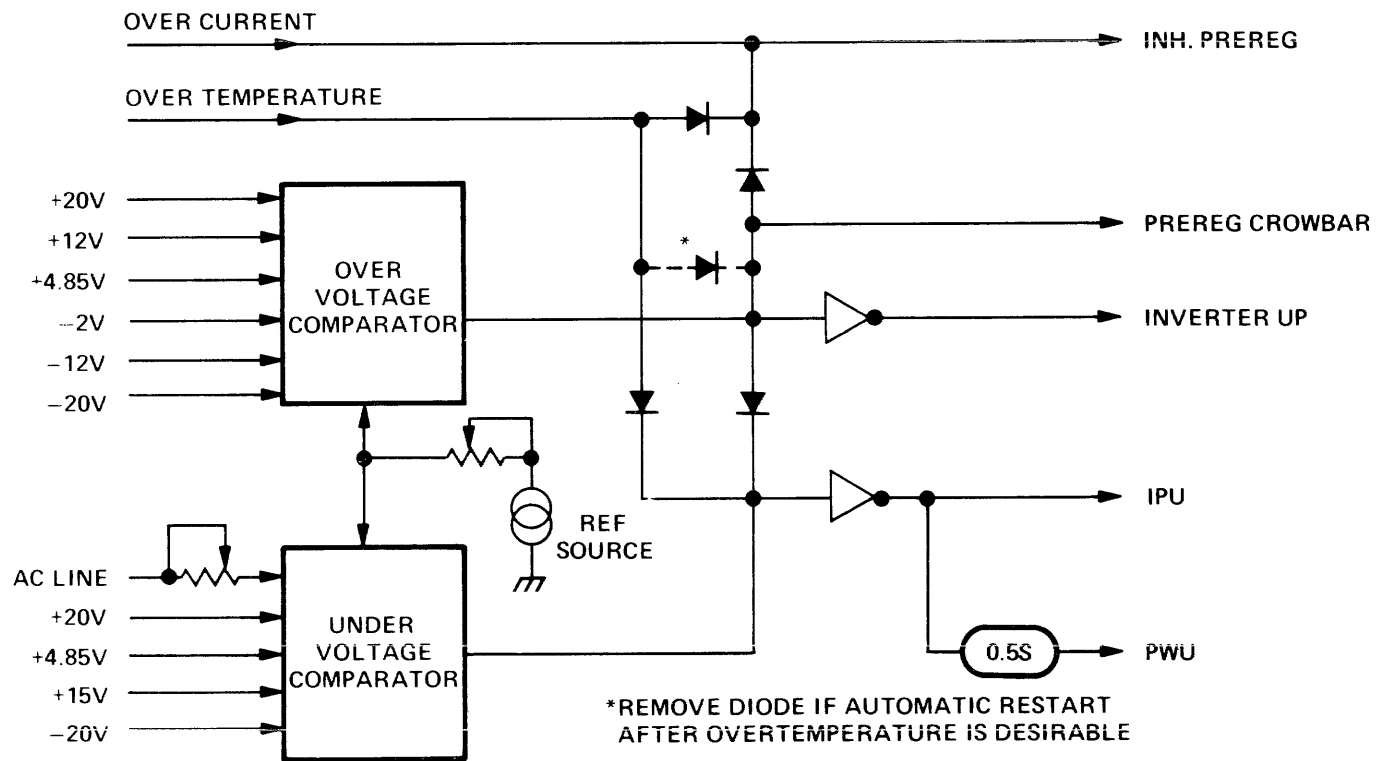 OVER CURRENT
INH. PREREG
OVER TEMPERATURE
+20V
+12V
+4.85V
−2V
−12V
−20V
OVER
VOLTAGE
COMPARATOR
*
PREREG CROWBAR
INVERTER UP
REF
SOURCE
IPU
AC LINE
+20V
+4.85V
+15V
−20V
UNDER
VOLTAGE
COMPARATOR
0.5S
PWU
*REMOVE DIODE IF AUTOMATIC RESTART
AFTER OVERTEMPERATURE IS DESIRABLE